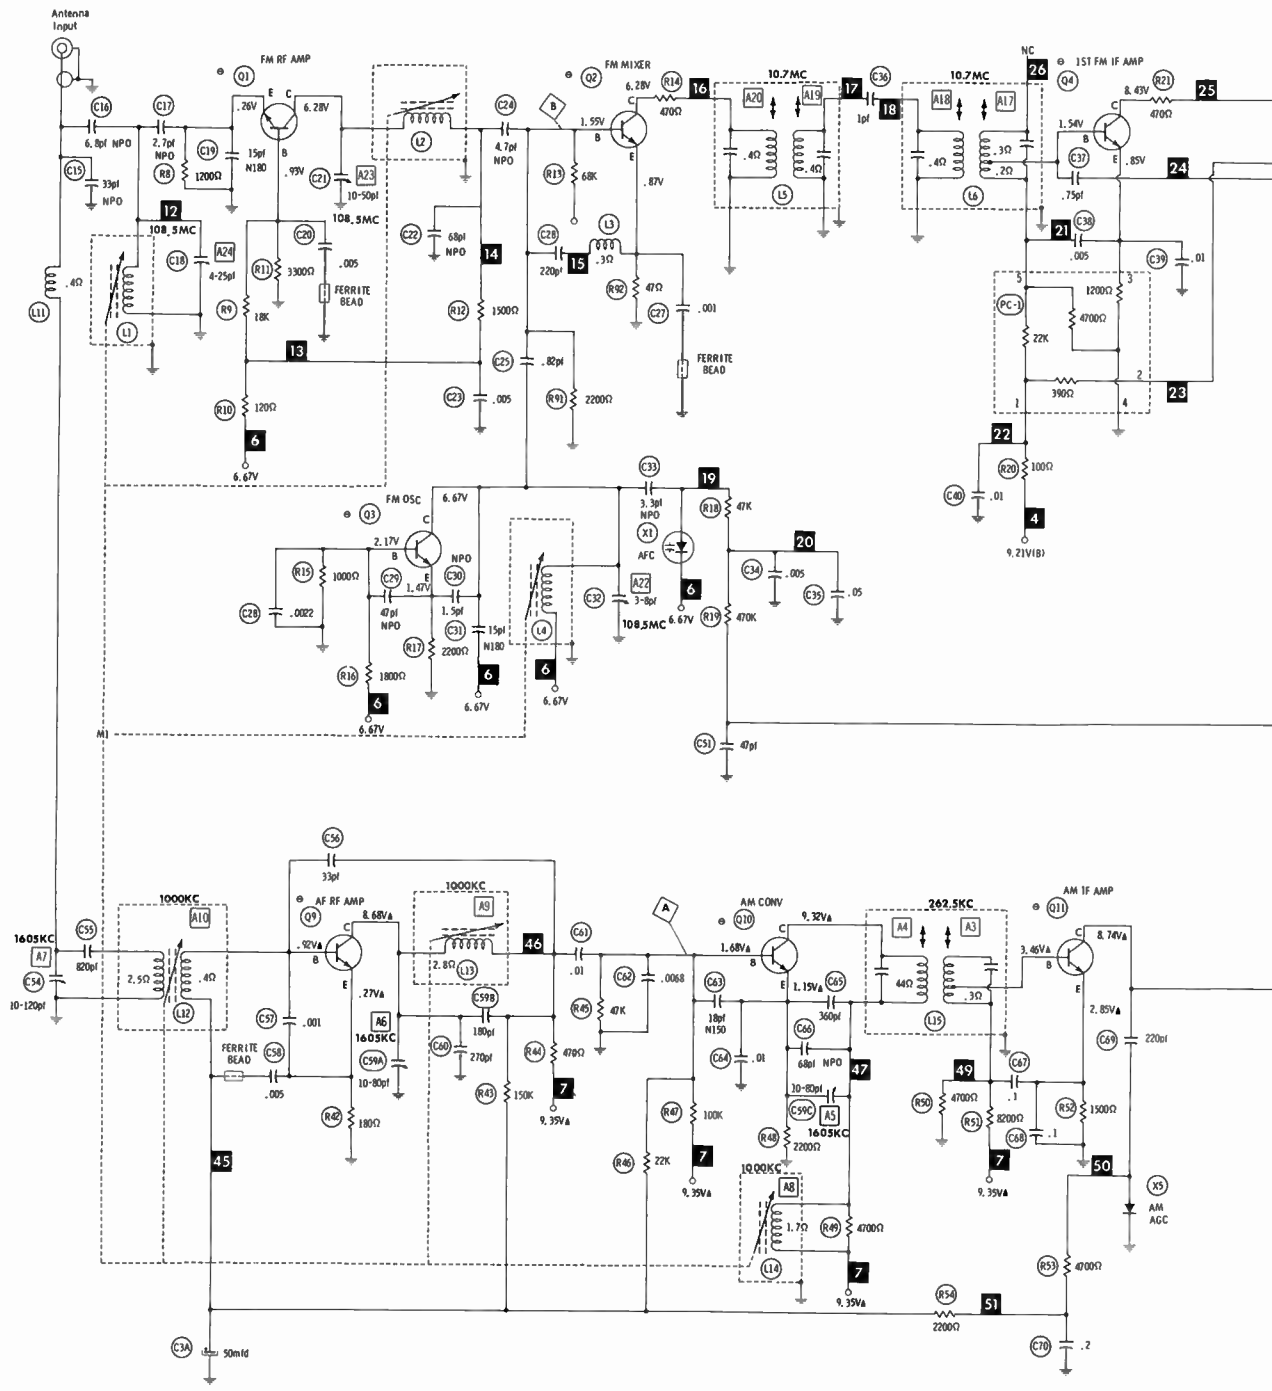 Antenna
Input
FM RF AMP
Q1
E
C
.26V
6.28V
B
.93V
C16
6.8pf NPO
C17
2.7pf
NPO
R8
1200Ω
C19
15pf
N180
C15
33pf
NPO
12
108.5MC
A24
C18
4-25pf
L11
.4Ω
L1
R9
18K
R11
3300Ω
C20
.005
FERRITE
BEAD
C21
A23
10-50pf
108.5MC
L2
C24
4.7pf
NPO
B
C22
68pf
NPO
14
R12
1500Ω
13
R10
120Ω
6
6.67V
C23
.005
FM MIXER
Q2
6.28V
C
1.55V
B
E
.87V
R14
470Ω
16
R13
68K
C28
220pf
15
L3
.3Ω
R92
47Ω
C27
.001
FERRITE
BEAD
C25
.82pf
R91
2200Ω
10.7MC
A20
A19
.4Ω
.4Ω
L5
17
C36
1pf
18
10.7MC
A18
A17
.4Ω
.3Ω
.2Ω
L6
NC
26
1ST FM IF AMP
Q4
8.43V
C
R21
470Ω
25
1.54V
B
E
.85V
C37
.75pf
24
21
C38
.005
C39
.01
5
3
PC-1
1200Ω
4700Ω
22K
2
390Ω
1
4
23
22
R20
100Ω
C40
.01
4
9.21V(B)
FM OSC
Q3
6.67V
C
2.17V
B
E
1.47V
R15
1000Ω
C28
.0022
C29
47pf
NPO
NPO
C30
1.5pf
C31
15pf
N180
R16
1800Ω
R17
2200Ω
6
6.67V
6
6.67V
L4
6
6.67V
C33
3.3pf
NPO
19
X1
AFC
R18
47K
A22
C32
3-8pf
108.5MC
6
6.67V
20
C34
.005
C35
.05
R19
470K
C51
47pf
M1
C56
33pf
1000KC
A10
1605KC
A7
C54
10-120pf
C55
820pf
2.5Ω
.4Ω
L12
AF RF AMP
Q9
8.68V▲
C
.92V▲
B
E
.27V▲
C57
.001
FERRITE
BEAD
C58
.005
R42
180Ω
45
1000KC
A9
2.8Ω
L13
46
A6
1605KC
C59A
10-80pf
C60
270pf
C59B
180pf
R43
150K
R44
470Ω
7
9.35V▲
C61
.01
A
R45
47K
C62
.0068
AM CONV
Q10
9.32V▲
C
1.68V▲
B
E
1.15V▲
C63
18pf
N150
C64
.01
C65
360pf
C66
68pf
NPO
47
10-80pf
C59C
A5
1605KC
R46
22K
R47
100K
7
9.35V▲
R48
2200Ω
1000KC
A8
1.7Ω
L14
R49
4700Ω
7
9.35V▲
262.5KC
A4
A3
44Ω
.3Ω
L15
AM IF AMP
Q11
8.74V▲
C
3.46V▲
B
E
2.85V▲
C69
220pf
49
C67
.1
R50
4700Ω
R51
8200Ω
C68
.1
R52
1500Ω
7
9.35V▲
50
X5
AM
AGC
R53
4700Ω
R54
2200Ω
51
C70
.2
C3A
50mfd